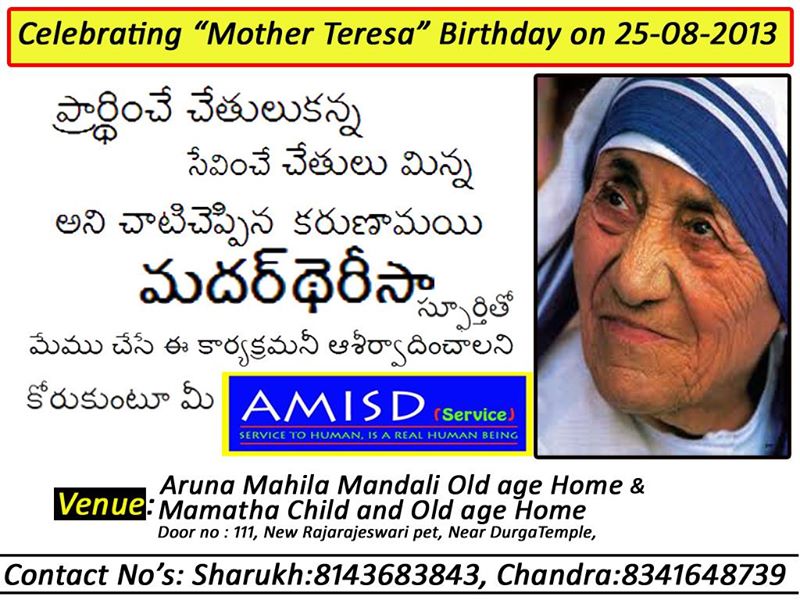 Celebrating “Mother Teresa” Birthday on 25-08-2013
ప్రార్థించే చేతులుకన్న
సేవించే చేతులు మిన్న
అని చాటిచెప్పిన కరుణామయి
మదర్‌థెరీసా
స్ఫూర్తితో
మేము చేసే ఈ కార్యక్రమనీ ఆశీర్వాదించాలని
కోరుకుంటూ మీ
AMISD (Service)
SERVICE TO HUMAN, IS A REAL HUMAN BEING
Venue: Aruna Mahila Mandali Old age Home &
Mamatha Child and Old age Home
Door no : 111, New Rajarajeswari pet, Near DurgaTemple,
Contact No’s: Sharukh:8143683843, Chandra:8341648739